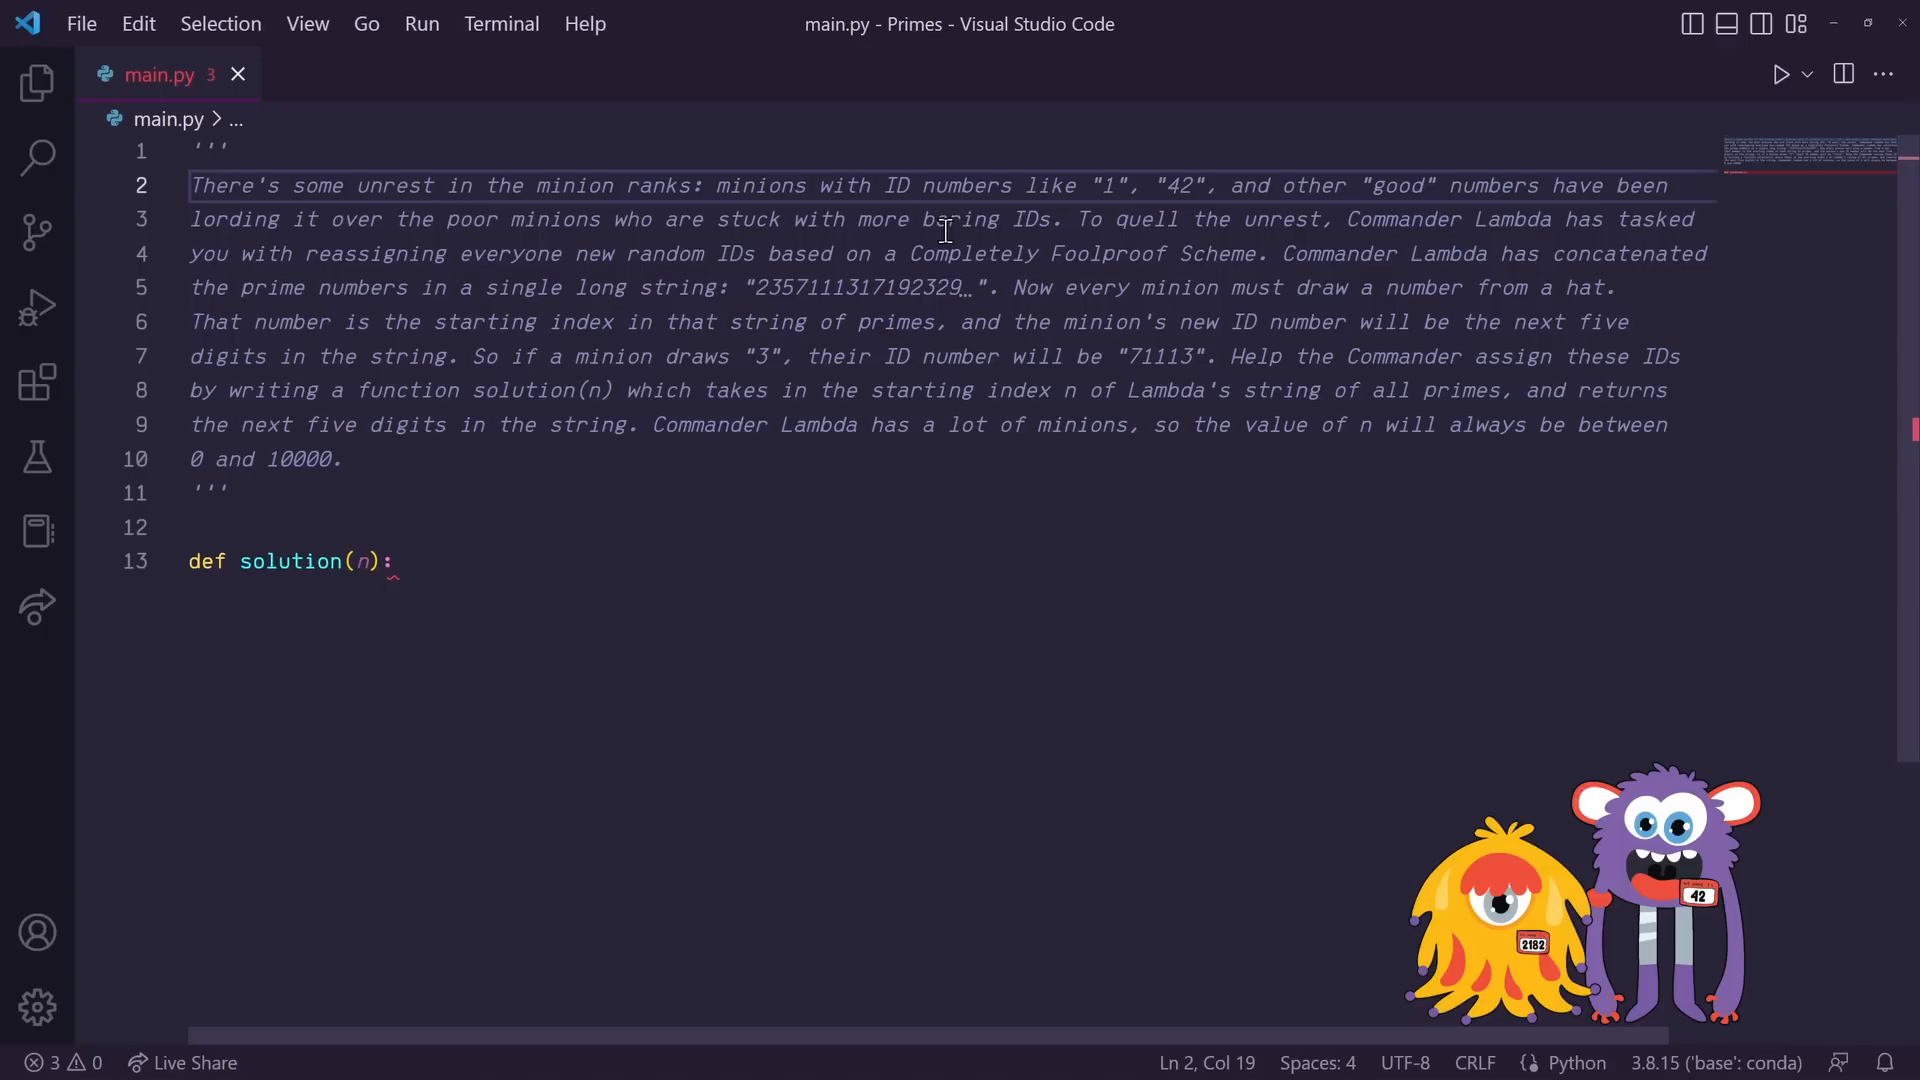 File Edit Selection View Go Run Terminal Help main.py - Primes - Visual Studio Code
main.py 3
main.py > ...
1 '''
2 There's some unrest in the minion ranks: minions with ID numbers like "1", "42", and other "good" numbers have been
3 lording it over the poor minions who are stuck with more boring IDs. To quell the unrest, Commander Lambda has tasked
4 you with reassigning everyone new random IDs based on a Completely Foolproof Scheme. Commander Lambda has concatenated
5 the prime numbers in a single long string: "2357111317192329…". Now every minion must draw a number from a hat.
6 That number is the starting index in that string of primes, and the minion's new ID number will be the next five
7 digits in the string. So if a minion draws "3", their ID number will be "71113". Help the Commander assign these IDs
8 by writing a function solution(n) which takes in the starting index n of Lambda's string of all primes, and returns
9 the next five digits in the string. Commander Lambda has a lot of minions, so the value of n will always be between
10 0 and 10000.
11 '''
12
13 def solution(n):
42
2182
3 0 Live Share Ln 2, Col 19 Spaces: 4 UTF-8 CRLF Python 3.8.15 ('base': conda)